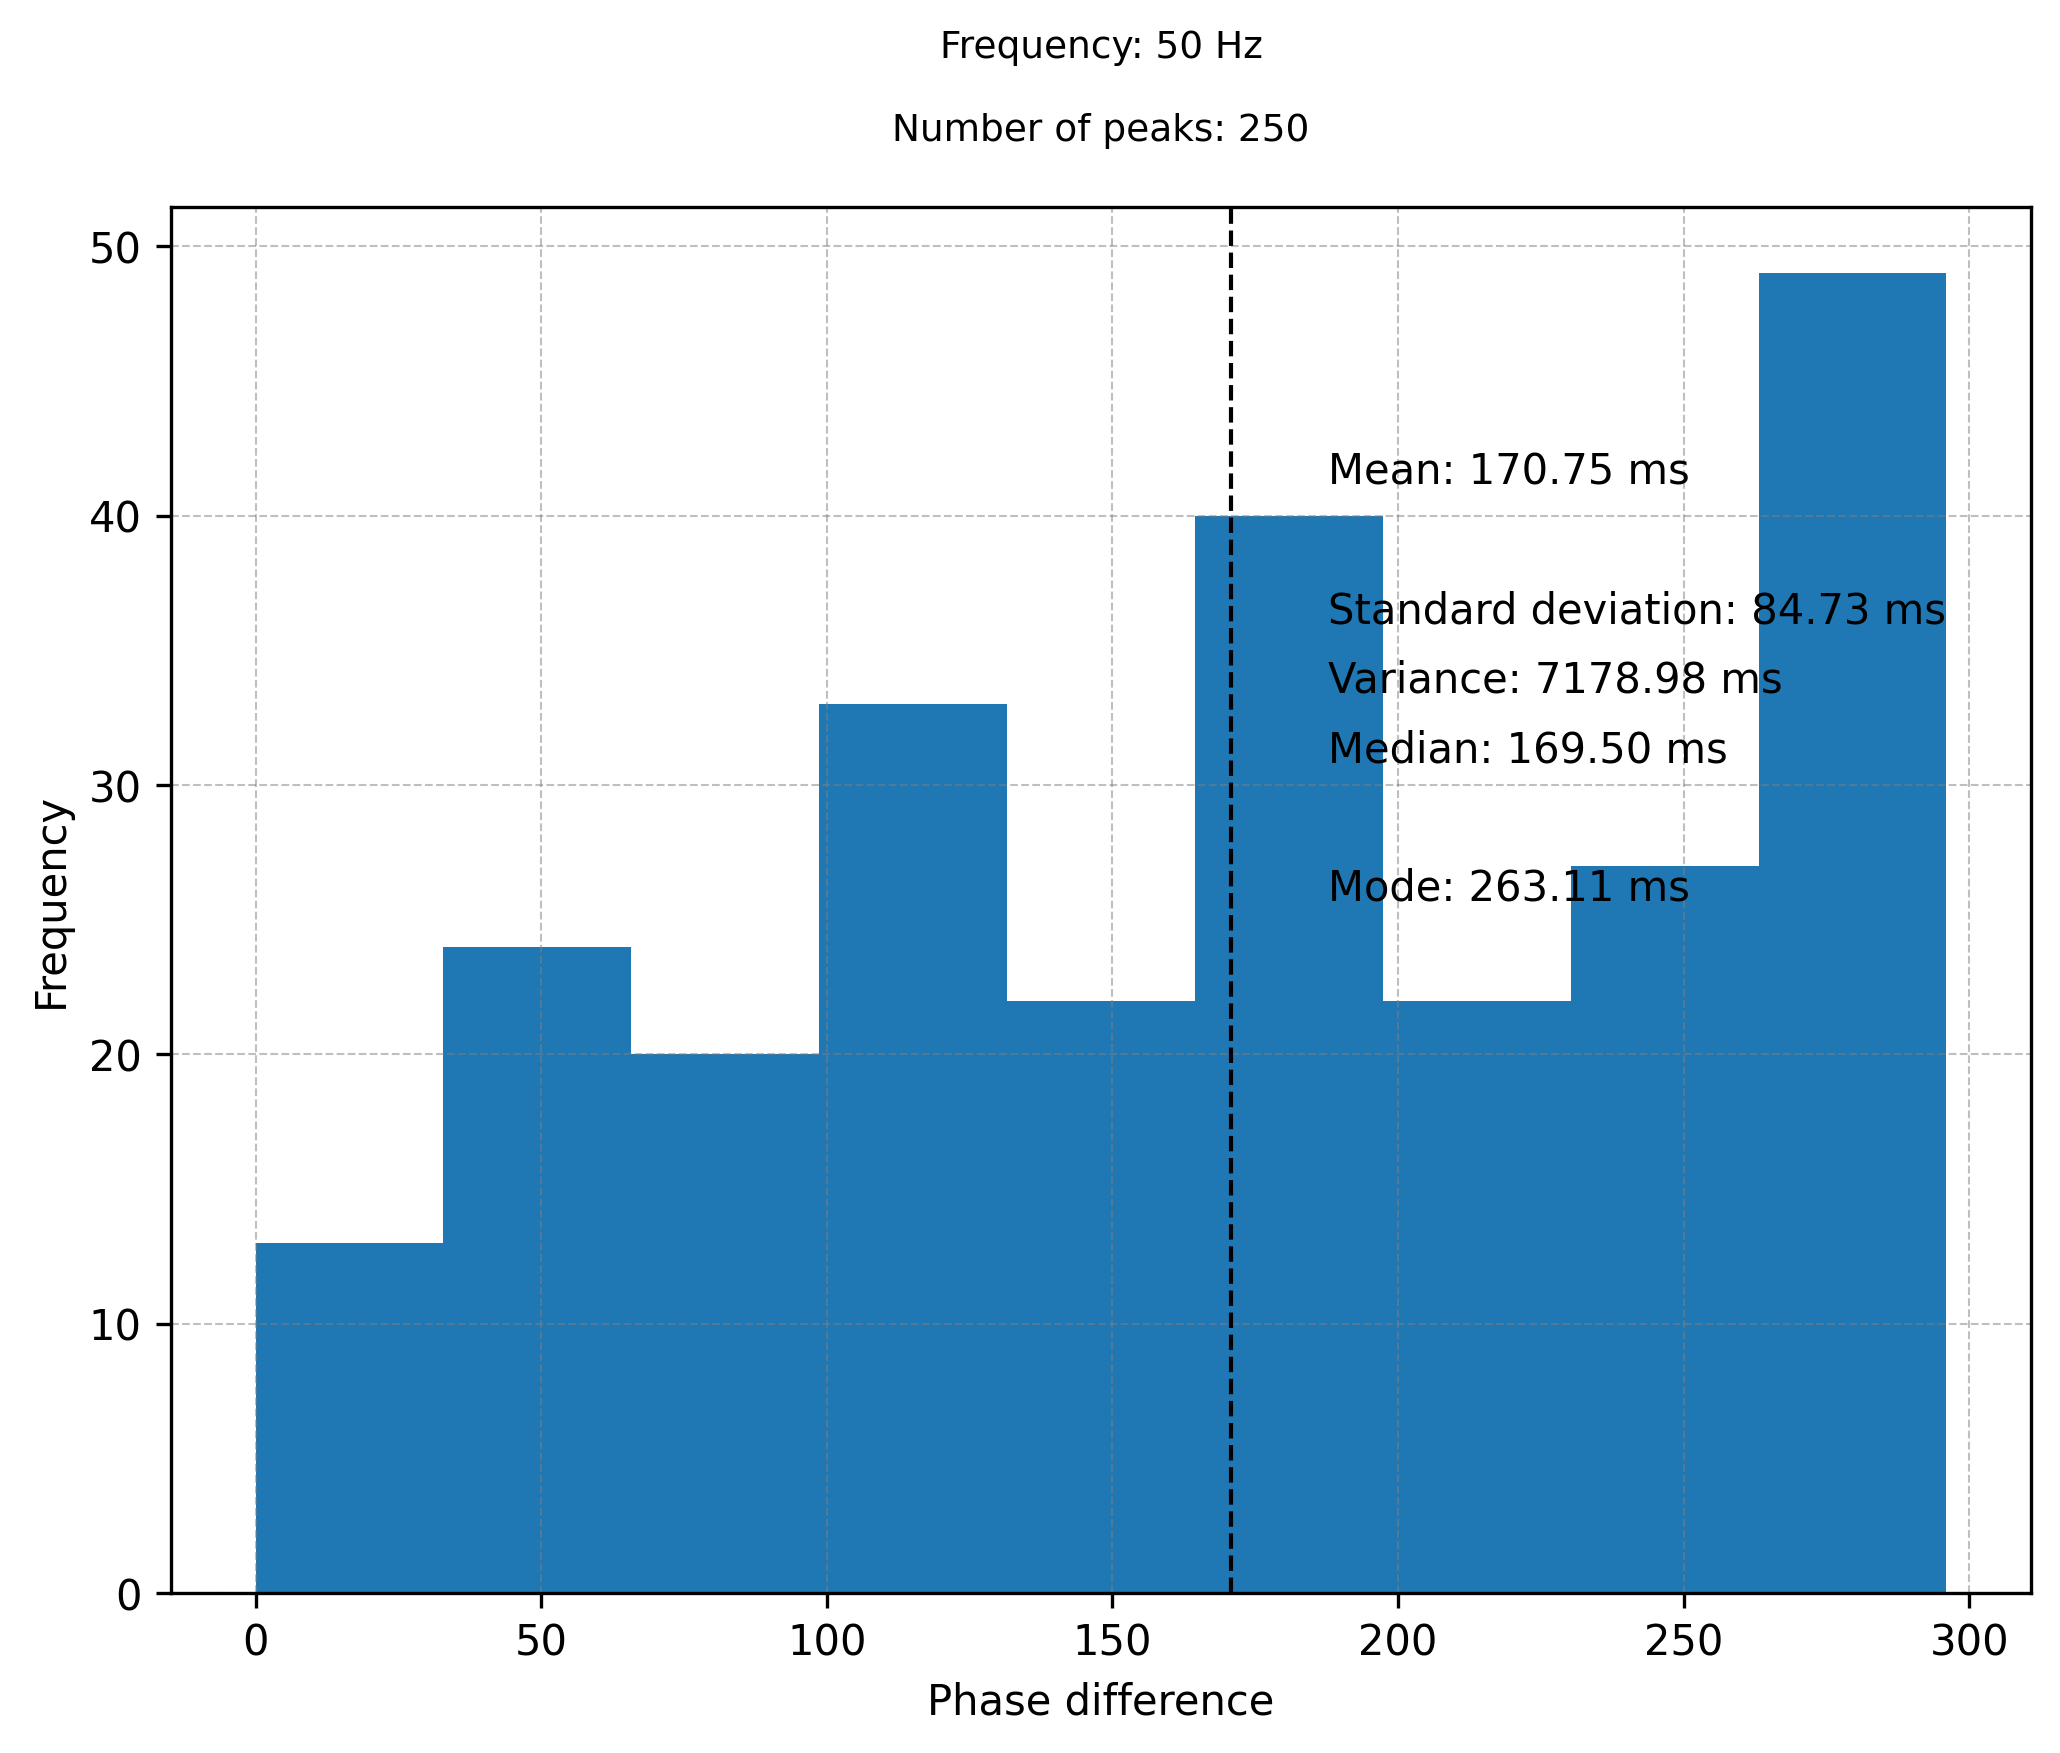 Frequency: 50 Hz
Number of peaks: 250
50
40
30
20
10
0
Frequency
Mean: 170.75 ms
Standard deviation: 84.73 ms
Variance: 7178.98 ms
Median: 169.50 ms
Mode: 263.11 ms
0 50 100 150 200 250 300
Phase difference